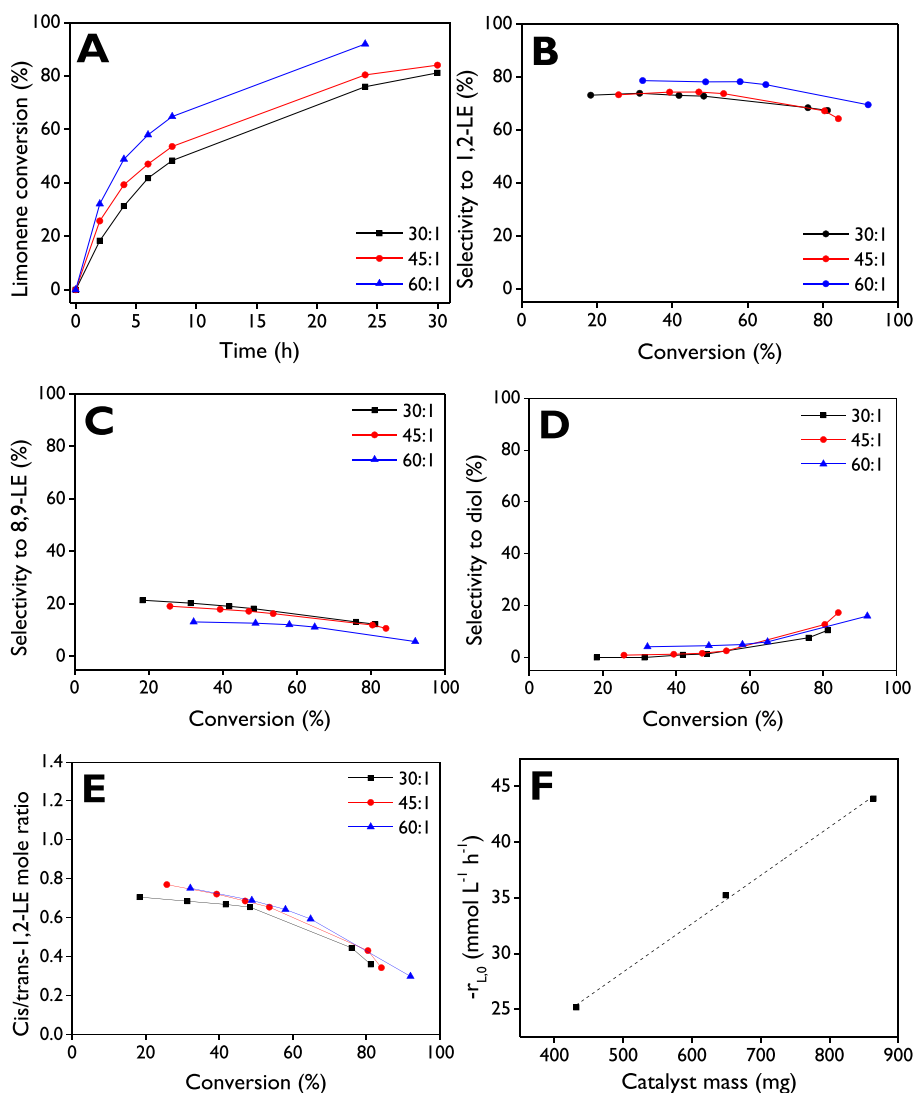 A
Limonene conversion (%)
100
80
60
40
20
0
30:1
45:1
60:1
0 5 10 15 20 25 30
Time (h)
B
Selectivity to 1,2-LE (%)
100
80
60
40
20
0
30:1
45:1
60:1
0 20 40 60 80 100
Conversion (%)
C
Selectivity to 8,9-LE (%)
100
80
60
40
20
0
30:1
45:1
60:1
0 20 40 60 80 100
Conversion (%)
D
Selectivity to diol (%)
100
80
60
40
20
0
30:1
45:1
60:1
0 20 40 60 80 100
Conversion (%)
E
Cis/trans-1,2-LE mole ratio
1.4
1.2
1.0
0.8
0.6
0.4
0.2
0.0
30:1
45:1
60:1
0 20 40 60 80 100
Conversion (%)
F
-r_L,0 (mmol L⁻¹ h⁻¹)
45
40
35
30
25
400 500 600 700 800 900
Catalyst mass (mg)